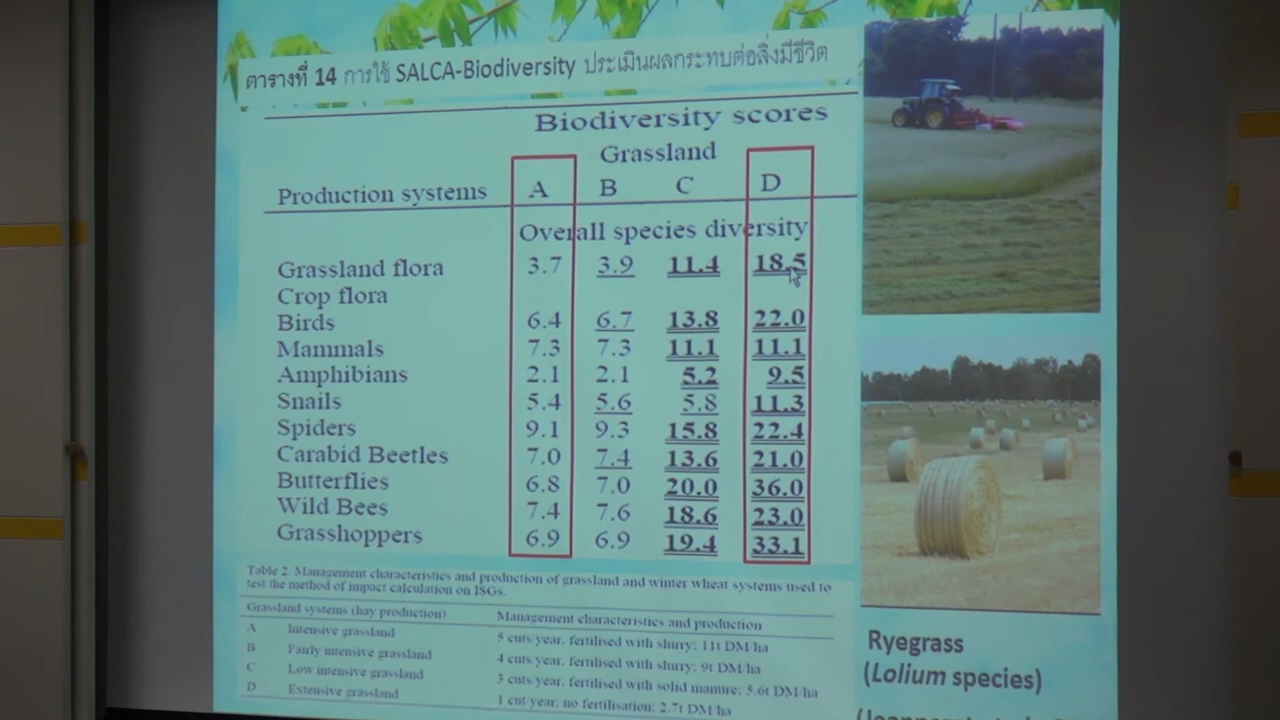 ตารางที่ 14 การใช้ SALCA-Biodiversity ประเมินผลกระทบต่อสิ่งมีชีวิต
Biodiversity scores
Grassland
Production systems A B C D
Overall species diversity
Grassland flora 3.7 3.9 11.4 18.5
Crop flora
Birds 6.4 6.7 13.8 22.0
Mammals 7.3 7.3 11.1 11.1
Amphibians 2.1 2.1 5.2 9.5
Snails 5.4 5.6 5.8 11.3
Spiders 9.1 9.3 15.8 22.4
Carabid Beetles 7.0 7.4 13.6 21.0
Butterflies 6.8 7.0 20.0 36.0
Wild Bees 7.4 7.6 18.6 23.0
Grasshoppers 6.9 6.9 19.4 33.1
Table 2. Management characteristics and production of grassland and winter wheat systems used to
test the method of impact calculation on ISGs.
Grassland systems (hay production) Management characteristics and production
A Intensive grassland 5 cuts/year; fertilised with slurry; 11t DM/ha
B Fairly intensive grassland 4 cuts/year; fertilised with slurry; 9t DM/ha
C Low intensive grassland 3 cuts/year; fertilised with solid manure; 5.6t DM/ha
D Extensive grassland 1 cut/year; no fertilisation; 2.7t DM/ha
Ryegrass
(Lolium species)